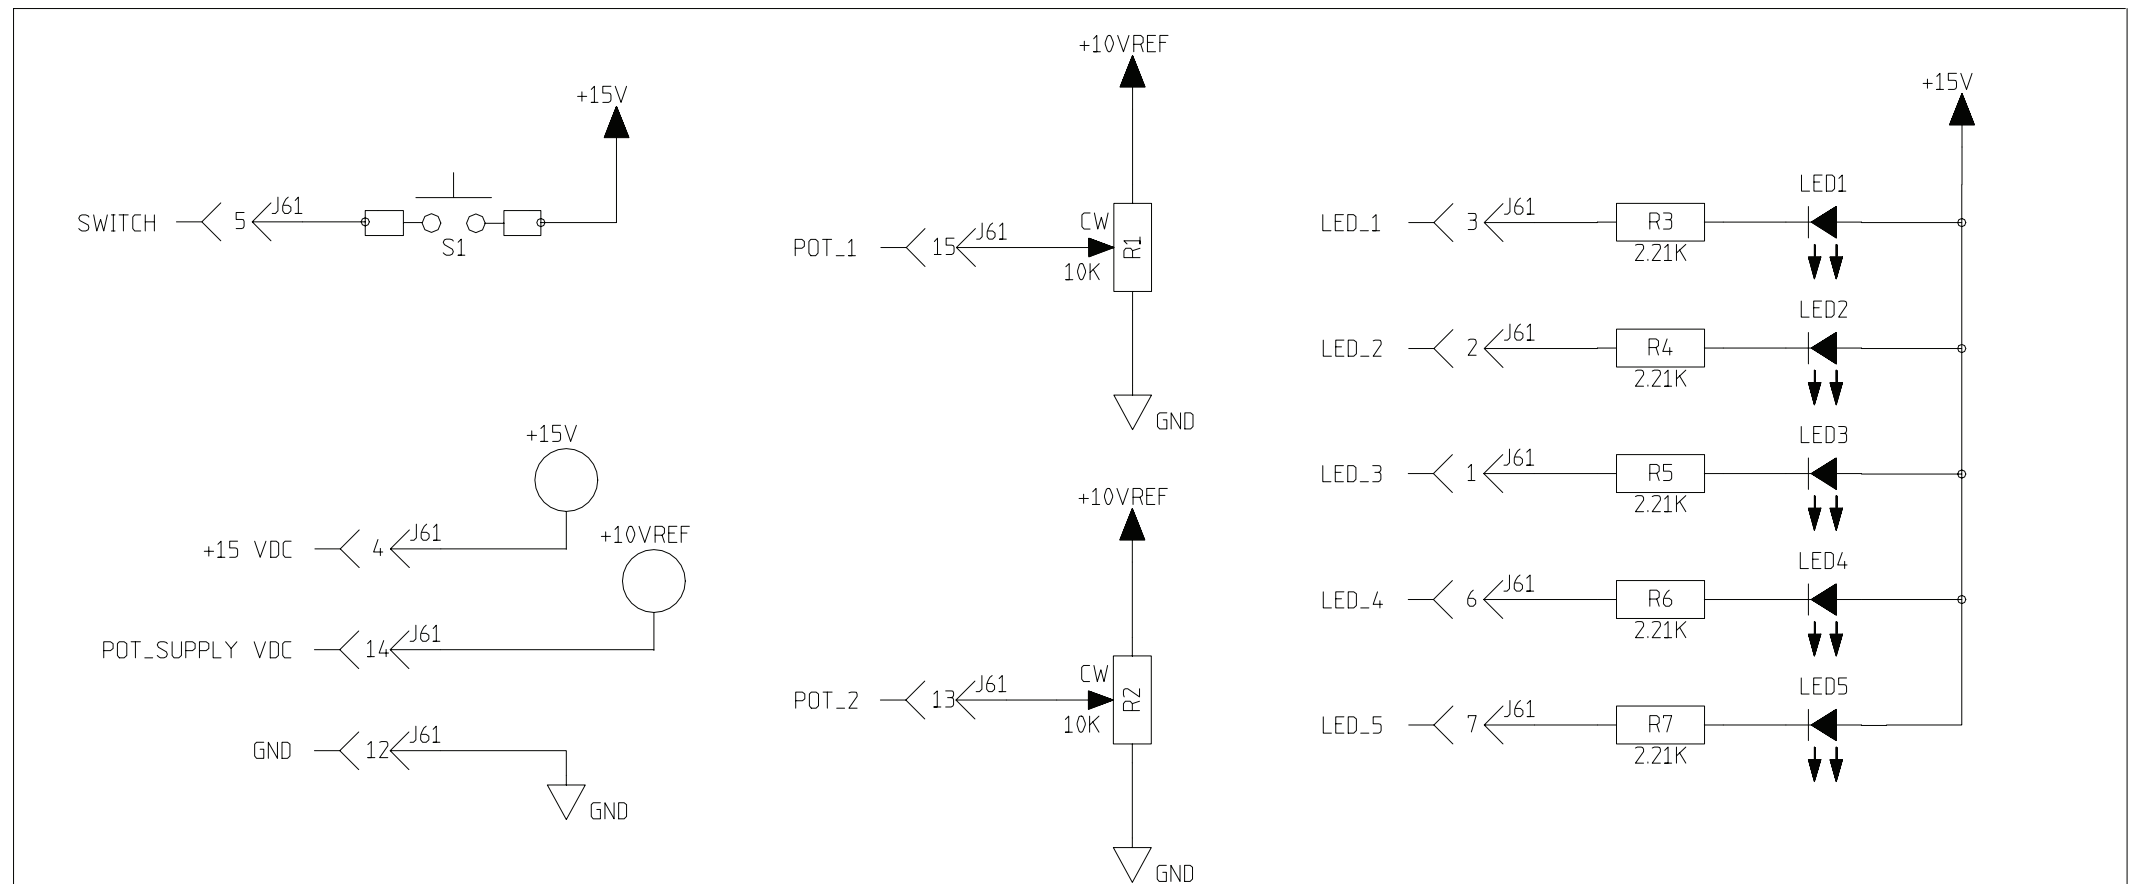 +15V
SWITCH 5 J61
S1
+15V
+15 VDC 4 J61
+10VREF
POT_SUPPLY VDC 14 J61
GND 12 J61
GND
+10VREF
POT_1 15 J61 CW R1
10K
GND
+10VREF
POT_2 13 J61 CW R2
10K
GND
+15V
LED1
LED_1 3 J61 R3
2.21K
LED2
LED_2 2 J61 R4
2.21K
LED3
LED_3 1 J61 R5
2.21K
LED4
LED_4 6 J61 R6
2.21K
LED5
LED_5 7 J61 R7
2.21K